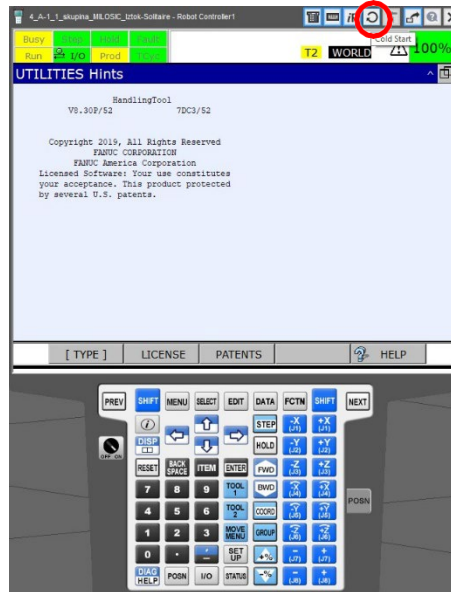 4_A-1_1_skupina_MILOSIC_Iztok-Solitaire - Robot Controller1
Cold Start
Busy Step Hold Fault
Run I/O Prod TCyc
T2 WORLD 100%
UTILITIES Hints
HandlingTool
V8.30P/52 7DC3/52
Copyright 2019, All Rights Reserved
FANUC CORPORATION
FANUC America Corporation
Licensed Software: Your use constitutes
your acceptance. This product protected
by several U.S. patents.
[ TYPE ] LICENSE PATENTS HELP
PREV SHIFT MENU SELECT EDIT DATA FCTN SHIFT NEXT
i STEP -X (J1) +X (J1)
OFF ON DISP HOLD -Y (J2) +Y (J2)
RESET BACK SPACE ITEM ENTER FWD -Z (J3) +Z (J3)
7 8 9 TOOL 1 BWD -X (J4) +X (J4)
4 5 6 TOOL 2 COORD -Y (J5) +Y (J5) POSN
1 2 3 MOVE MENU GROUP -Z (J6) +Z (J6)
0 . SET UP +% - (J7) + (J7)
DIAG HELP POSN I/O STATUS -% - (J8) + (J8)